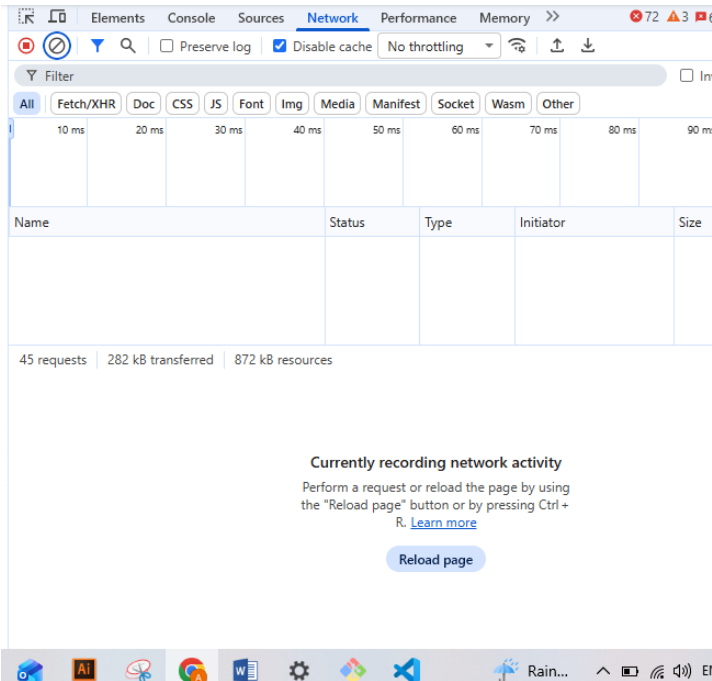 Elements Console Sources Network Performance Memory 72 3 6
Preserve log Disable cache No throttling
Filter In
All Fetch/XHR Doc CSS JS Font Img Media Manifest Socket Wasm Other
10 ms 20 ms 30 ms 40 ms 50 ms 60 ms 70 ms 80 ms 90 ms
Name Status Type Initiator Size
45 requests 282 kB transferred 872 kB resources
Currently recording network activity
Perform a request or reload the page by using
the "Reload page" button or by pressing Ctrl +
R. Learn more
Reload page
Ai A W Rain... EN